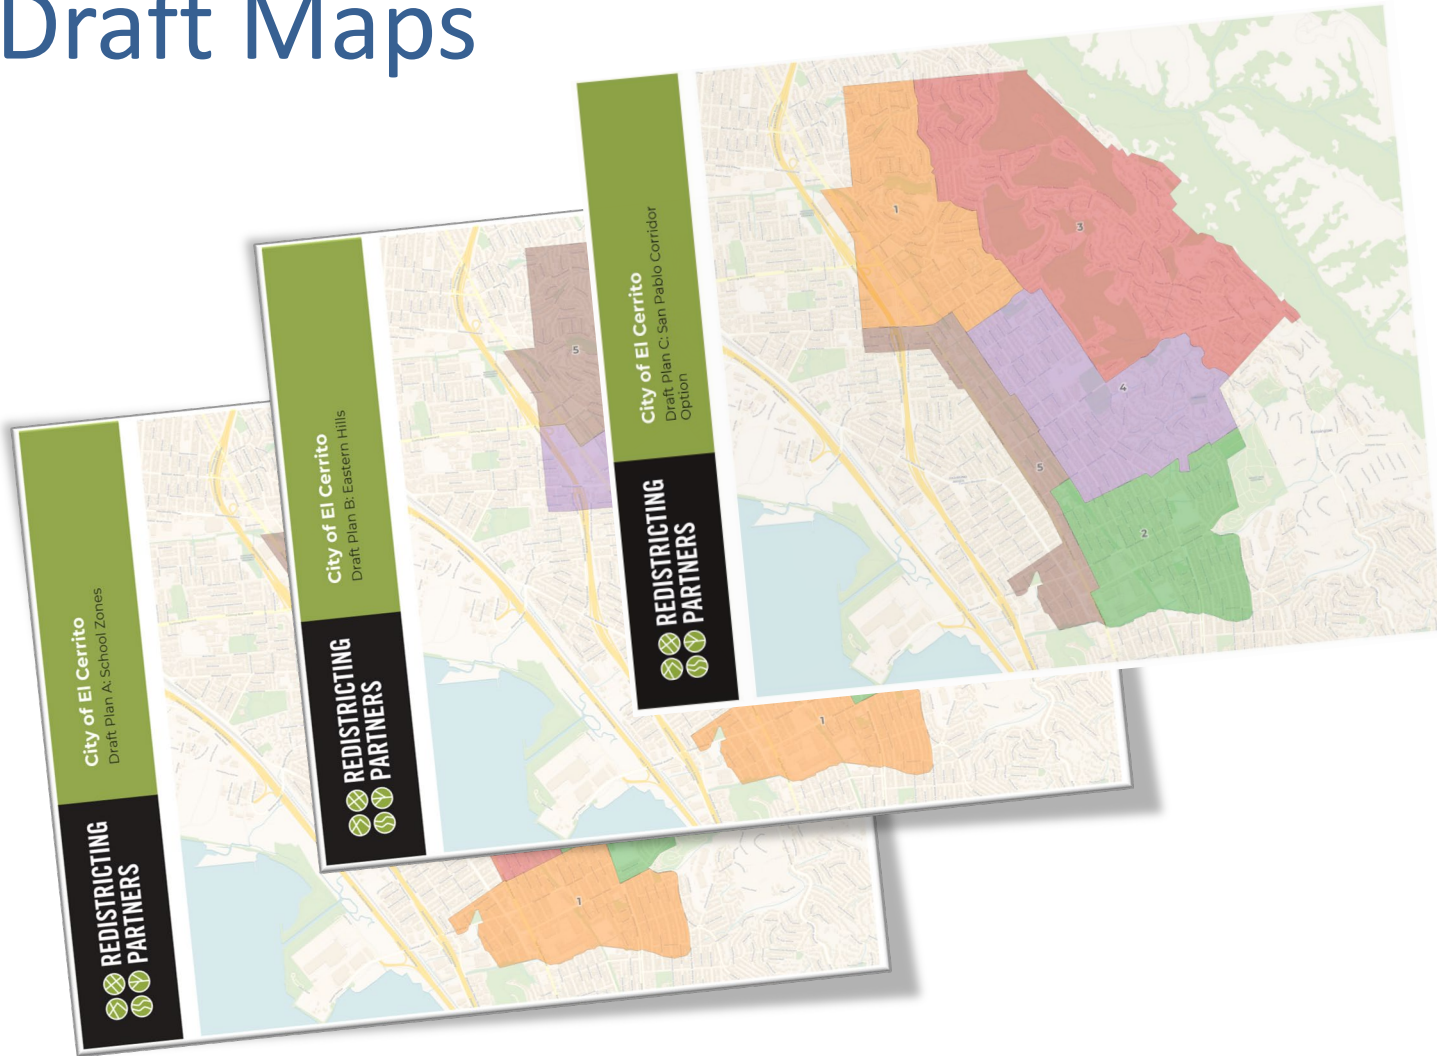 Draft Maps
City of El Cerrito
Draft Plan A: School Zones
REDISTRICTING
PARTNERS
1
City of El Cerrito
Draft Plan B: Eastern Hills
REDISTRICTING
PARTNERS
5
1
City of El Cerrito
Draft Plan C: San Pablo Corridor
Option
REDISTRICTING
PARTNERS
1
3
4
5
2